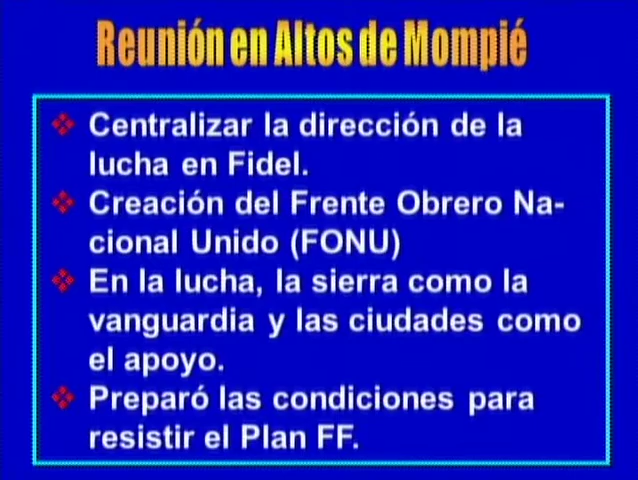 Reunión en Altos de Mompié
Centralizar la dirección de la
lucha en Fidel.
Creación del Frente Obrero Na-
cional Unido (FONU)
En la lucha, la sierra como la
vanguardia y las ciudades como
el apoyo.
Preparó las condiciones para
resistir el Plan FF.